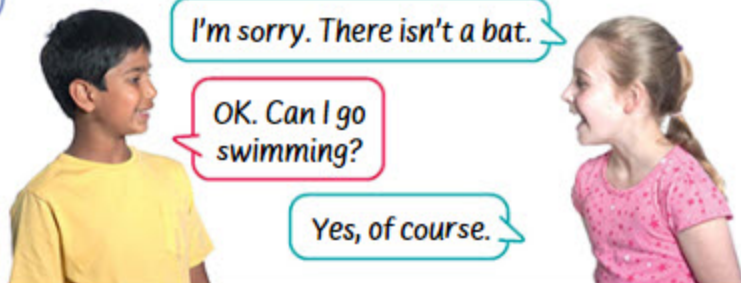 I'm sorry. There isn't a bat.
OK. Can I go
swimming?
Yes, of course.